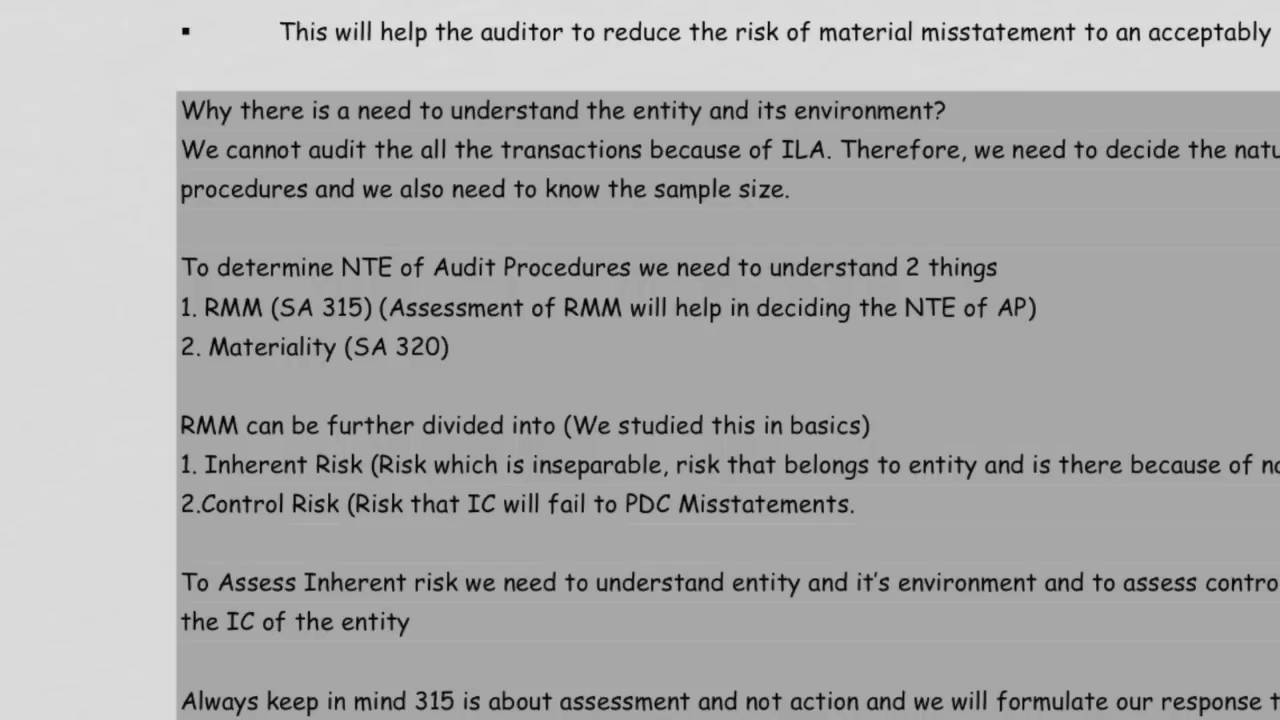 ▪ This will help the auditor to reduce the risk of material misstatement to an acceptably
Why there is a need to understand the entity and its environment?
We cannot audit the all the transactions because of ILA. Therefore, we need to decide the natu
procedures and we also need to know the sample size.
To determine NTE of Audit Procedures we need to understand 2 things
1. RMM (SA 315) (Assessment of RMM will help in deciding the NTE of AP)
2. Materiality (SA 320)
RMM can be further divided into (We studied this in basics)
1. Inherent Risk (Risk which is inseparable, risk that belongs to entity and is there because of
2.Control Risk (Risk that IC will fail to PDC Misstatements.
To Assess Inherent risk we need to understand entity and it's environment and to assess contro
the IC of the entity
Always keep in mind 315 is about assessment and not action and we will formulate our response